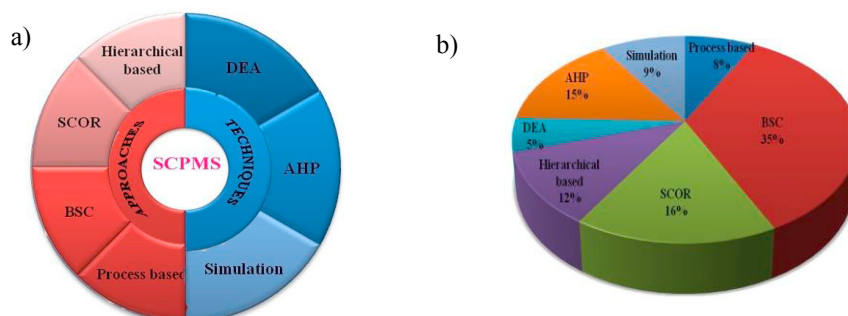 a)
Hierarchical
based
DEA
SCOR
APPROACHES
SCPMS
TECHNIQUES
AHP
BSC
Process based
Simulation
b)
Simulation
9%
Process based
8%
AHP
15%
BSC
35%
DEA
5%
Hierarchical
based
12%
SCOR
16%